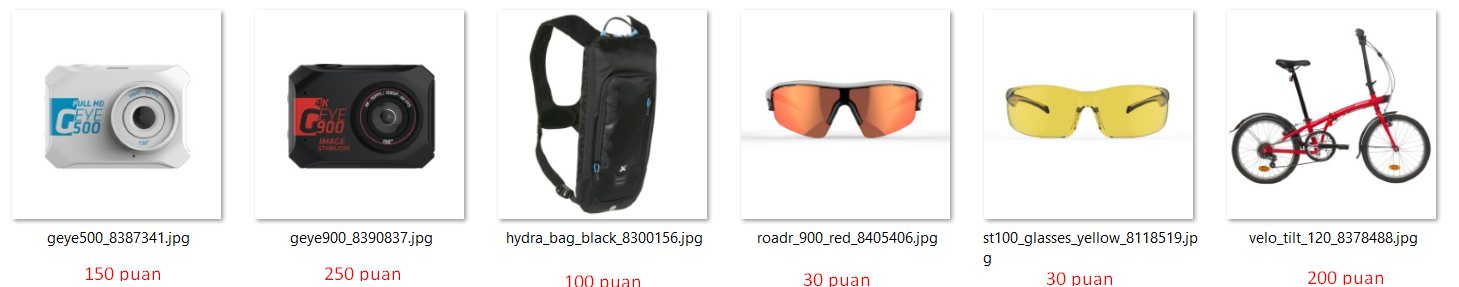 FULL HD
GEYE
500
4K
GEYE
900
IMAGE
STABILIZER
geye500_8387341.jpg
geye900_8390837.jpg
hydra_bag_black_8300156.jpg
roadr_900_red_8405406.jpg
st100_glasses_yellow_8118519.jp
g
velo_tilt_120_8378488.jpg
150 puan
250 puan
100 puan
30 puan
30 puan
200 puan